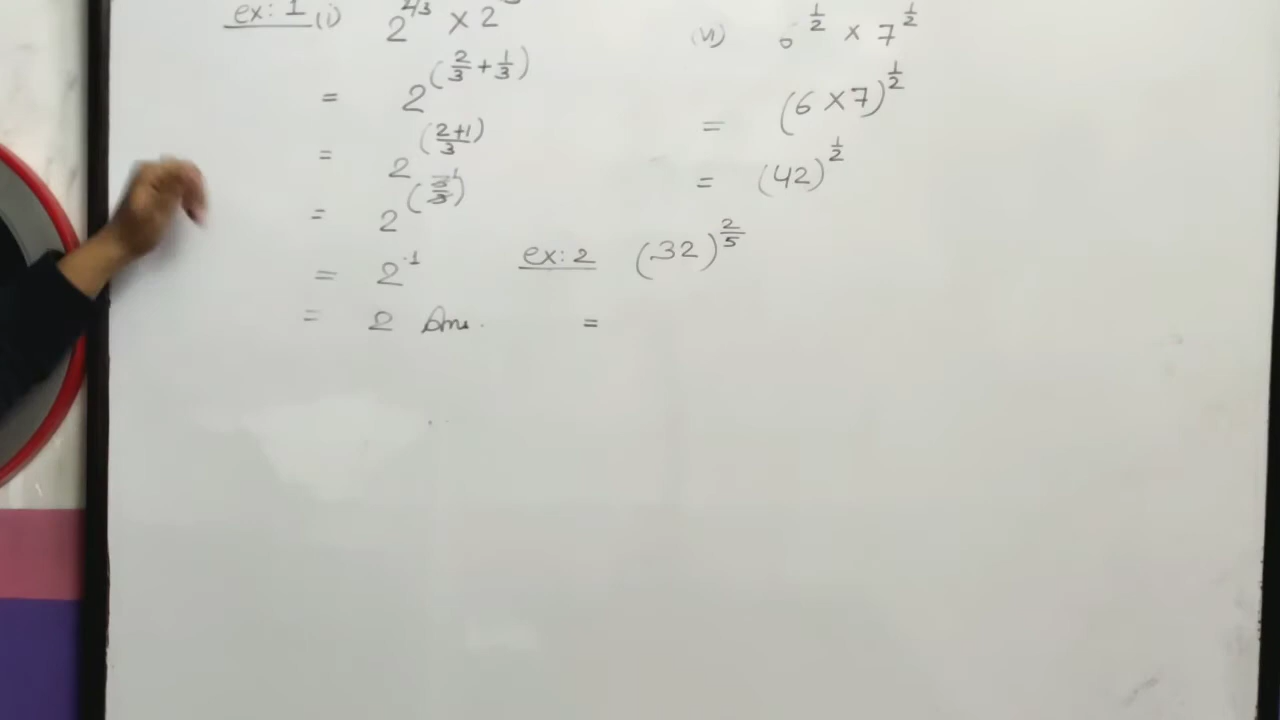 ex: 1 (i) 2^{2/3} × 2
= 2^{(2/3 + 1/3)}
= 2^{(2+1)/3}
= 2^{(3/3)}
= 2^1
= 2 Ans.
(vi) 6^{1/2} × 7^{1/2}
= (6 × 7)^{1/2}
= (42)^{1/2}
ex: 2 (32)^{2/5}
=